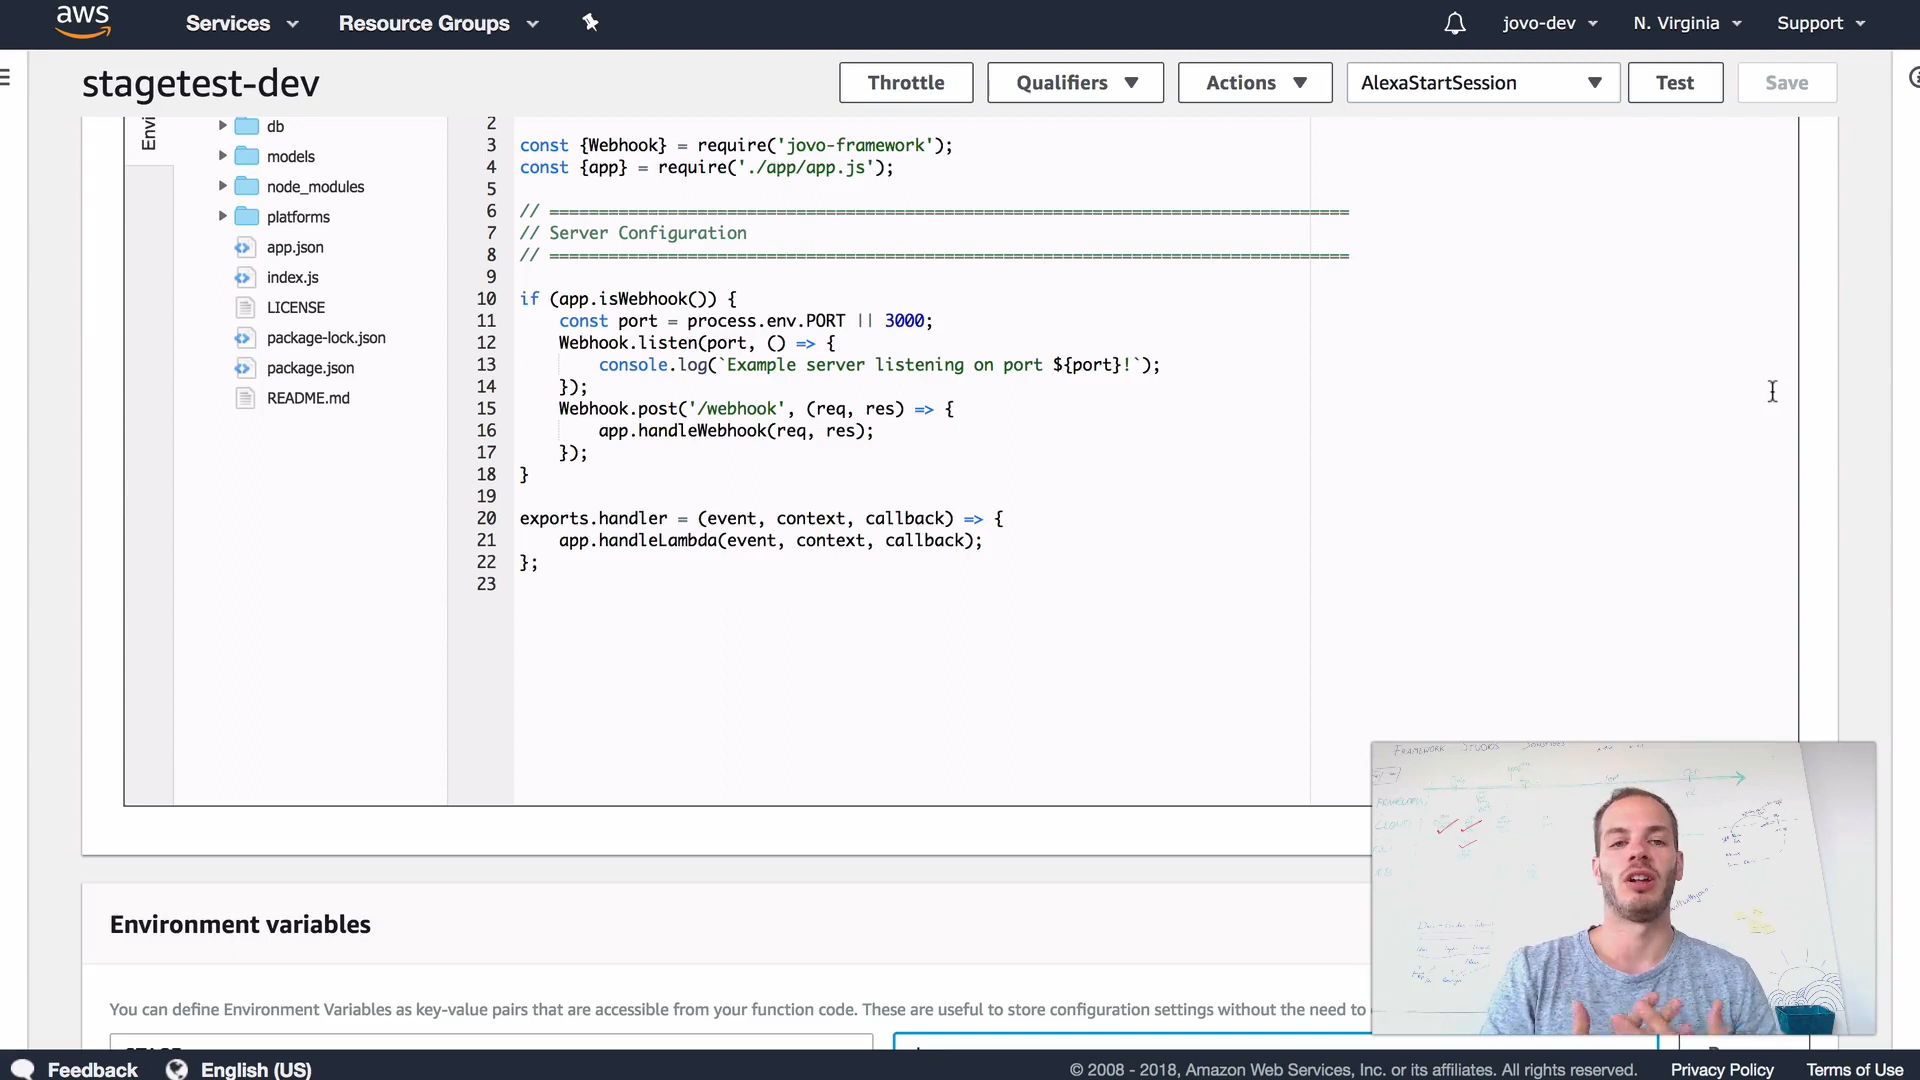 aws
Services
Resource Groups
jovo-dev
N. Virginia
Support
stagetest-dev
Throttle
Qualifiers
Actions
AlexaStartSession
Test
Save
Envi
db
models
node_modules
platforms
app.json
index.js
LICENSE
package-lock.json
package.json
README.md
2
3 const {Webhook} = require('jovo-framework');
4 const {app} = require('./app/app.js');
5
6 // =================================================================================
7 // Server Configuration
8 // =================================================================================
9
10 if (app.isWebhook()) {
11 const port = process.env.PORT || 3000;
12 Webhook.listen(port, () => {
13 console.log(`Example server listening on port ${port}!`);
14 });
15 Webhook.post('/webhook', (req, res) => {
16 app.handleWebhook(req, res);
17 });
18 }
19
20 exports.handler = (event, context, callback) => {
21 app.handleLambda(event, context, callback);
22 };
23
FRAMEWORK STUDIOS
Environment variables
You can define Environment Variables as key-value pairs that are accessible from your function code. These are useful to store configuration settings without the need to
Feedback
English (US)
© 2008 - 2018, Amazon Web Services, Inc. or its affiliates. All rights reserved.
Privacy Policy
Terms of Use